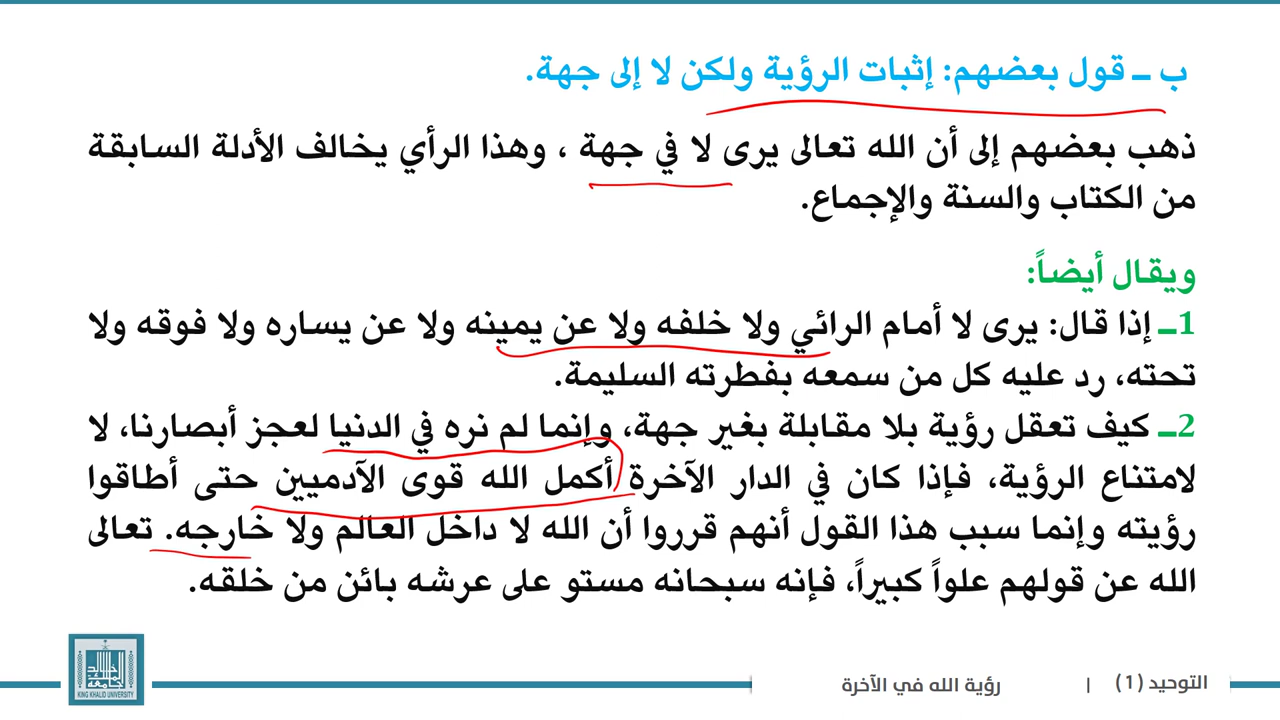 ب ـ قول بعضهم: إثبات الرؤية ولكن لا إلى جهة.
ذهب بعضهم إلى أن الله تعالى يرى لا في جهة ، وهذا الرأي يخالف الأدلة السابقة
من الكتاب والسنة والإجماع.
ويقال أيضاً:
1ـ إذا قال: يرى لا أمام الرائي ولا خلفه ولا عن يمينه ولا عن يساره ولا فوقه ولا
تحته، رد عليه كل من سمعه بفطرته السليمة.
2ـ كيف تعقل رؤية بلا مقابلة بغير جهة، وإنما لم نره في الدنيا لعجز أبصارنا، لا
لامتناع الرؤية، فإذا كان في الدار الآخرة أكمل الله قوى الآدميين حتى أطاقوا
رؤيته وإنما سبب هذا القول أنهم قرروا أن الله لا داخل العالم ولا خارجه. تعالى
الله عن قولهم علواً كبيراً، فإنه سبحانه مستو على عرشه بائن من خلقه.
KING KHALID UNIVERSITY
التوحيد (1) | رؤية الله في الآخرة